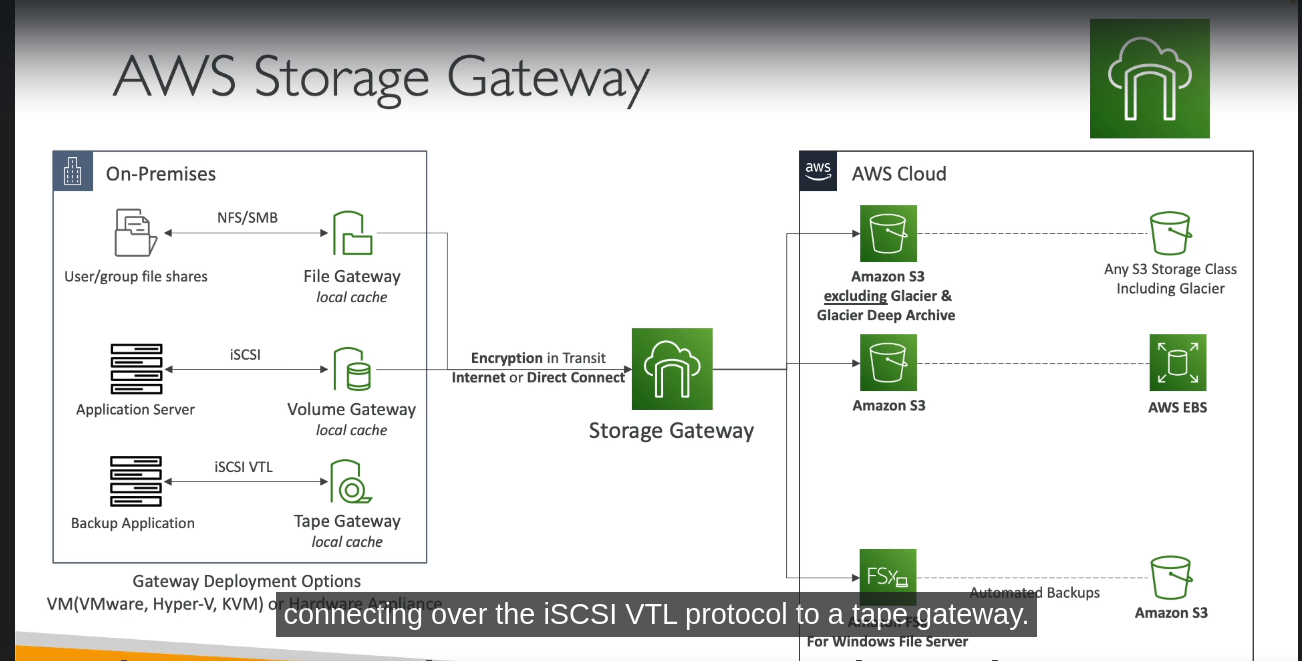 AWS Storage Gateway
On-Premises
NFS/SMB
User/group file shares
File Gateway
local cache
iSCSI
Application Server
Volume Gateway
local cache
iSCSI VTL
Backup Application
Tape Gateway
local cache
Gateway Deployment Options
VM(VMware, Hyper-V, KVM) or Hardware Appliance
Encryption in Transit
Internet or Direct Connect
Storage Gateway
aws
AWS Cloud
Amazon S3
excluding Glacier &
Glacier Deep Archive
Any S3 Storage Class
Including Glacier
Amazon S3
AWS EBS
FSx
Automated Backups
Amazon S3
Amazon FSx
For Windows File Server
connecting over the iSCSI VTL protocol to a tape gateway.